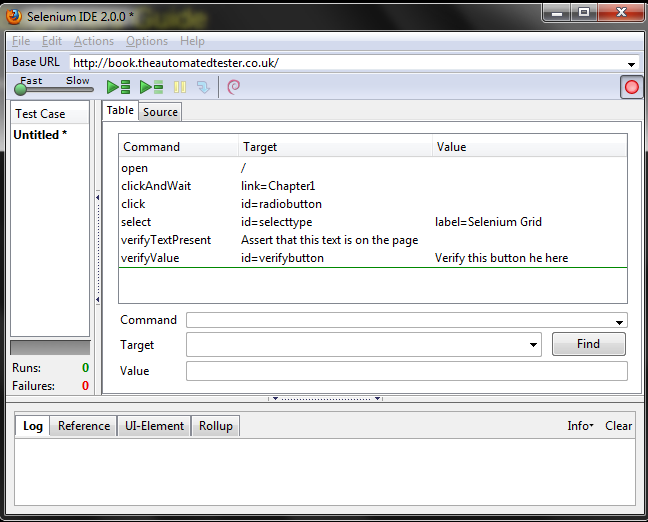 Selenium IDE 2.0.0 *
Guide
File Edit Actions Options Help
Base URL http://book.theautomatedtester.co.uk/
Fast Slow
Test Case
Untitled *
Table Source
Command Target Value
open /
clickAndWait link=Chapter1
click id=radiobutton
select id=selecttype label=Selenium Grid
verifyTextPresent Assert that this text is on the page
verifyValue id=verifybutton Verify this button he here
Command
Target Find
Value
Runs: 0
Failures: 0
Log Reference UI-Element Rollup Info Clear